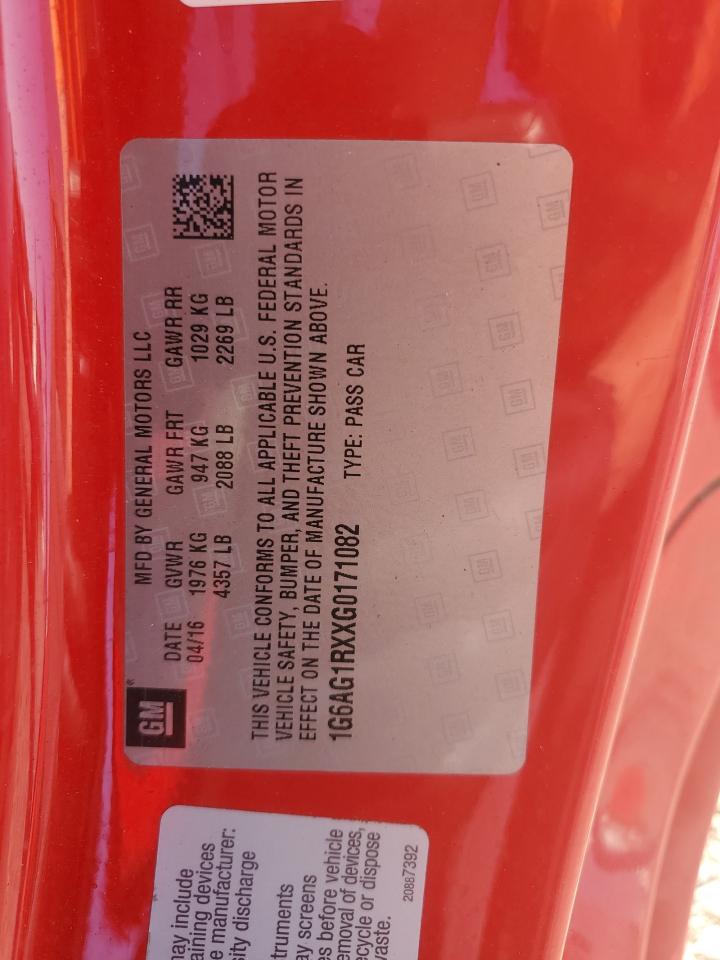 GM
MFD BY GENERAL MOTORS LLC
DATE GVWR GAWR FRT GAWR RR
04/16 1976 KG 947 KG 1029 KG
4357 LB 2088 LB 2269 LB
THIS VEHICLE CONFORMS TO ALL APPLICABLE U.S. FEDERAL MOTOR
VEHICLE SAFETY, BUMPER, AND THEFT PREVENTION STANDARDS IN
EFFECT ON THE DATE OF MANUFACTURE SHOWN ABOVE.
1G6AG1RXXG0171082 TYPE: PASS CAR
may include
aining devices
e manufacturer:
sity discharge
truments
ay screens
es before vehicle
emoval of devices,
ecycle or dispose
vaste.
20887392